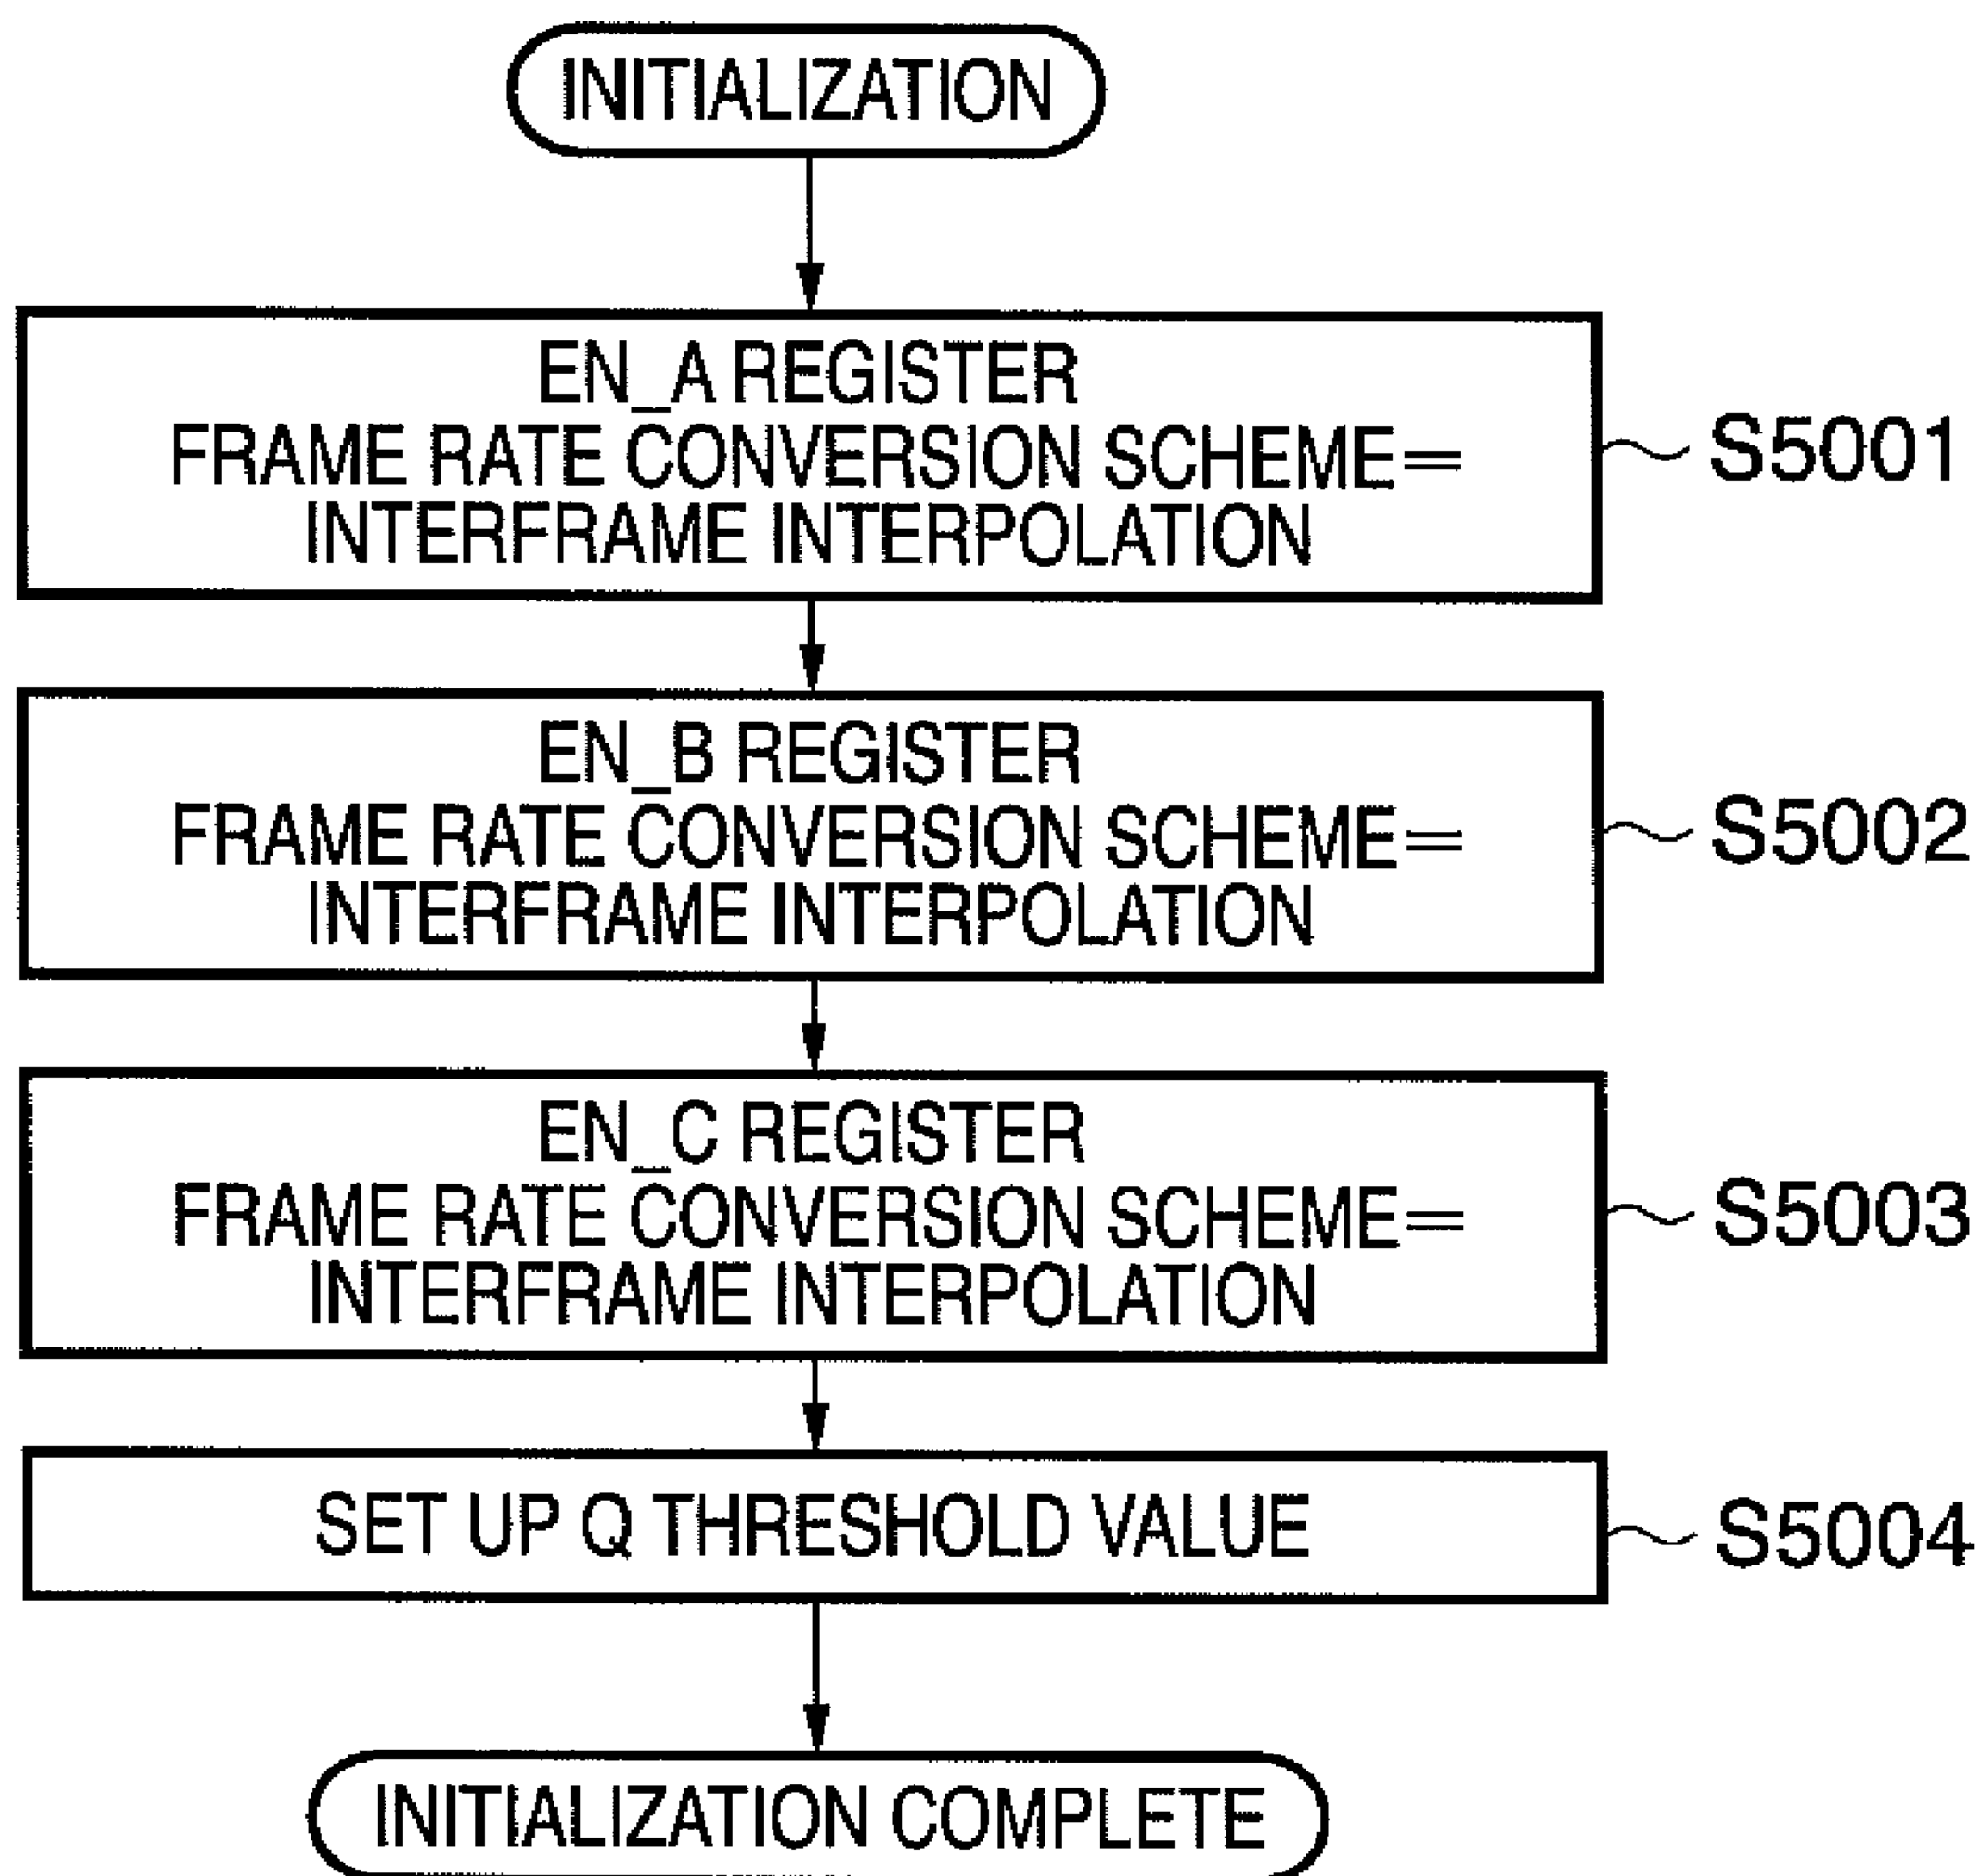 INITIALIZATION
EN_A REGISTER
FRAME RATE CONVERSION SCHEME=
INTERFRAME INTERPOLATION
S5001
EN_B REGISTER
FRAME RATE CONVERSION SCHEME=
INTERFRAME INTERPOLATION
S5002
EN_C REGISTER
FRAME RATE CONVERSION SCHEME=
INTERFRAME INTERPOLATION
S5003
SET UP Q THRESHOLD VALUE
S5004
INITIALIZATION COMPLETE